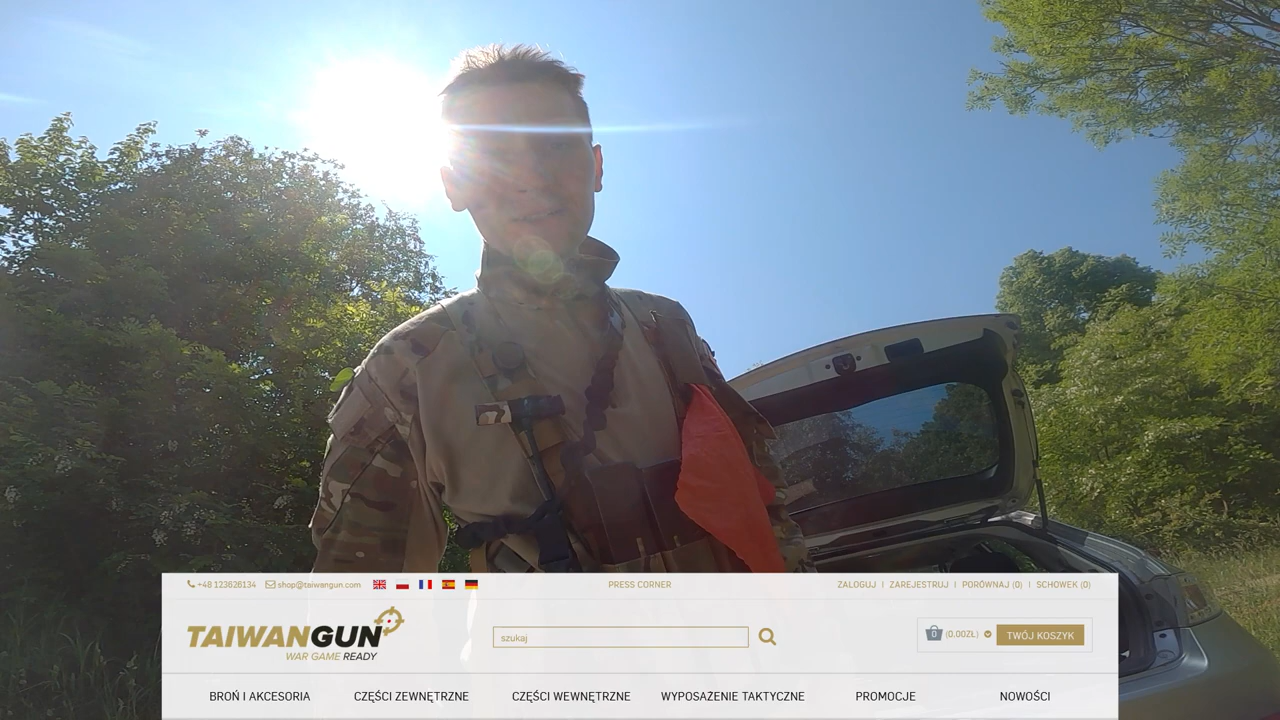 +48 123626134 shop@taiwangun.com PRESS CORNER ZALOGUJ | ZAREJESTRUJ | PORÓWNAJ (0) | SCHOWEK (0)
TAIWANGUN
WAR GAME READY
szukaj
0 (0.00ZŁ) TWÓJ KOSZYK
BROŃ I AKCESORIA CZĘŚCI ZEWNĘTRZNE CZĘŚCI WEWNĘTRZNE WYPOSAŻENIE TAKTYCZNE PROMOCJE NOWOŚCI